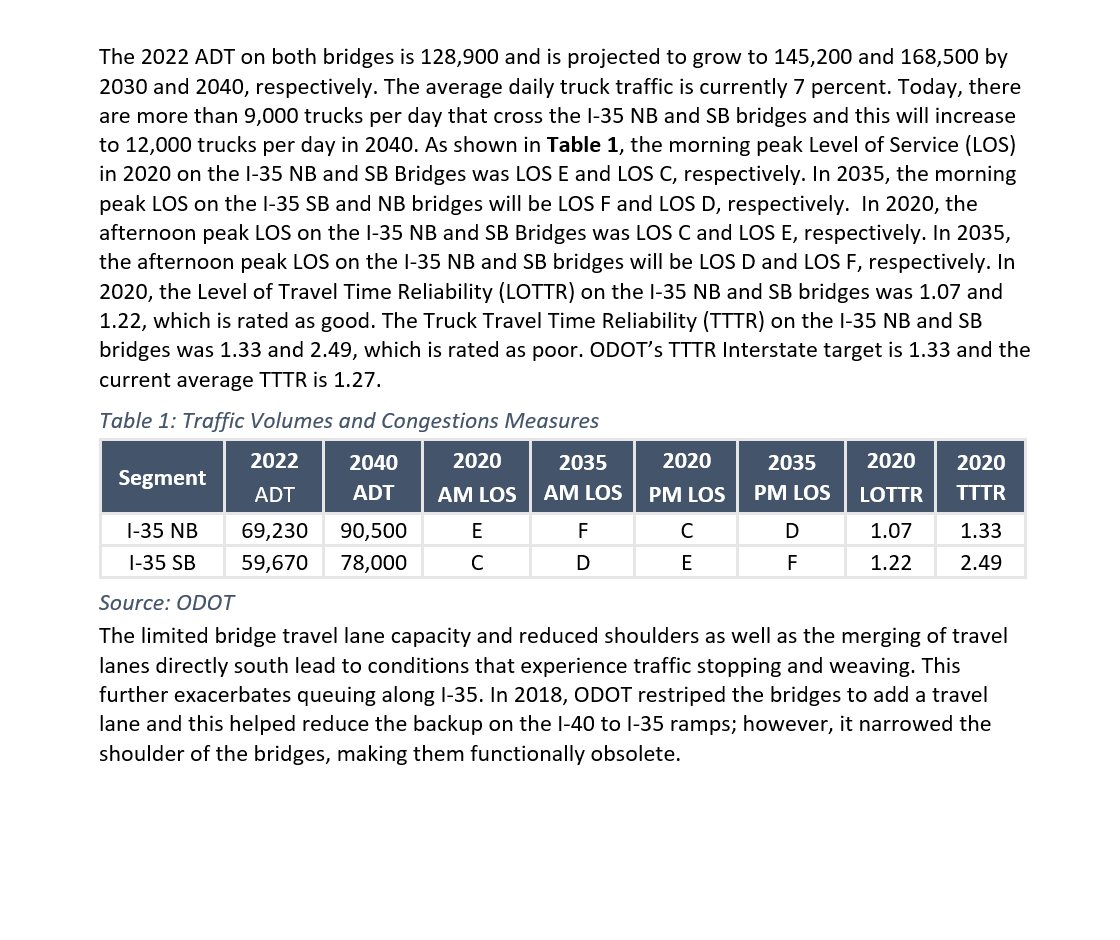 The 2022 ADT on both bridges is 128,900 and is projected to grow to 145,200 and 168,500 by
2030 and 2040, respectively. The average daily truck traffic is currently 7 percent. Today, there
are more than 9,000 trucks per day that cross the I-35 NB and SB bridges and this will increase
to 12,000 trucks per day in 2040. As shown in Table 1, the morning peak Level of Service (LOS)
in 2020 on the I-35 NB and SB Bridges was LOS E and LOS C, respectively. In 2035, the morning
peak LOS on the I-35 SB and NB bridges will be LOS F and LOS D, respectively.  In 2020, the
afternoon peak LOS on the I-35 NB and SB Bridges was LOS C and LOS E, respectively. In 2035,
the afternoon peak LOS on the I-35 NB and SB bridges will be LOS D and LOS F, respectively. In
2020, the Level of Travel Time Reliability (LOTTR) on the I-35 NB and SB bridges was 1.07 and
1.22, which is rated as good. The Truck Travel Time Reliability (TTTR) on the I-35 NB and SB
bridges was 1.33 and 2.49, which is rated as poor. ODOT’s TTTR Interstate target is 1.33 and the
current average TTTR is 1.27.
Table 1: Traffic Volumes and Congestions Measures
Segment 2022 ADT 2040 ADT 2020 AM LOS 2035 AM LOS 2020 PM LOS 2035 PM LOS 2020 LOTTR 2020 TTTR
I-35 NB 69,230 90,500 E F C D 1.07 1.33
I-35 SB 59,670 78,000 C D E F 1.22 2.49
Source: ODOT
The limited bridge travel lane capacity and reduced shoulders as well as the merging of travel
lanes directly south lead to conditions that experience traffic stopping and weaving. This
further exacerbates queuing along I-35. In 2018, ODOT restriped the bridges to add a travel
lane and this helped reduce the backup on the I-40 to I-35 ramps; however, it narrowed the
shoulder of the bridges, making them functionally obsolete.